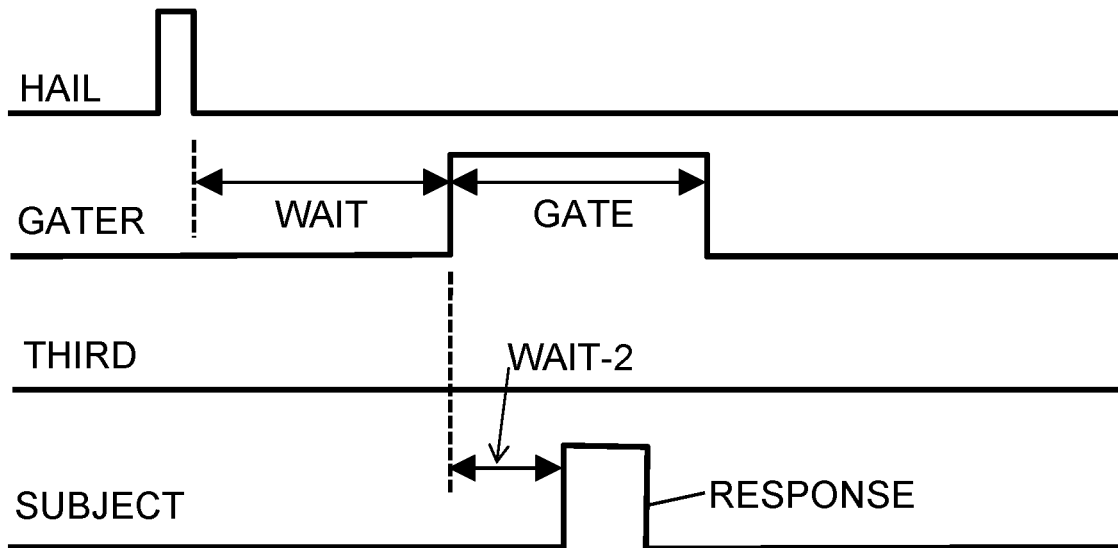 HAIL
WAIT
GATE
GATER
THIRD
WAIT-2
SUBJECT
RESPONSE